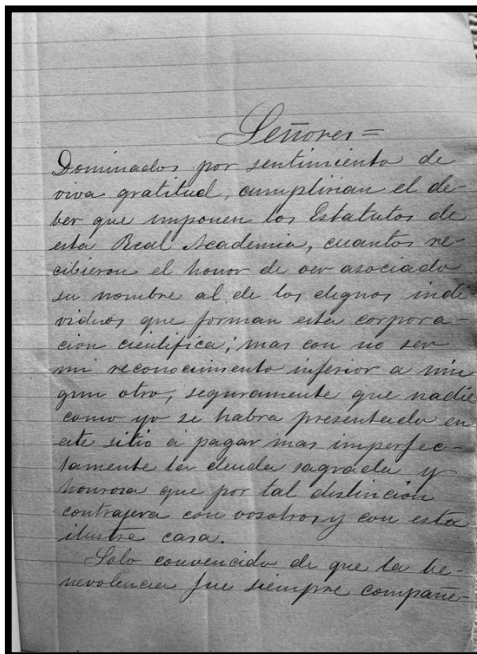 Señores=
Dominados por sentimiento de
viva gratitud, cumplirian el de-
ber que imponen los Estatutos de
esta Real Academia, cuantos re-
cibieron el honor de ver asociado
su nombre al de los dignos indi
viduos que forman esta corpora-
cion cientifica; mas con no ser
mi reconocimiento inferior a nin
gun otro, seguramente que nadie
como yo se habra presentado en
este sitio a pagar mas imperfec-
tamente la deuda sagrada y
honrosa que por tal distincion
contrajera con vosotros y con esta
ilustre casa.
Solo convencido de que la be-
nevolencia fue siempre compañe-